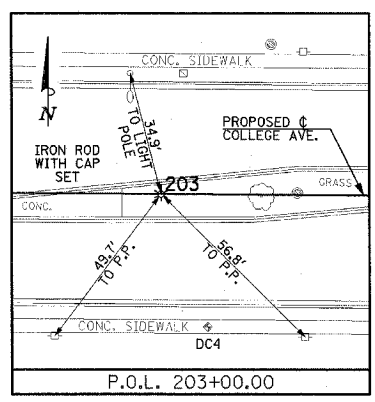 CONC. SIDEWALK
N
34.9'
TO LIGHT
POLE
PROPOSED ℄
COLLEGE AVE.
IRON ROD
WITH CAP
SET
203
GRASS
CONC.
49.7'
TO P.P.
56.8'
TO P.P.
CONC. SIDEWALK
DC4
P.O.L. 203+00.00